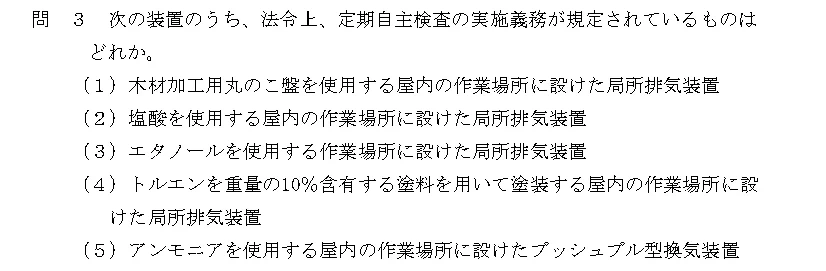 問　３　次の装置のうち、法令上、定期自主検査の実施義務が規定されているものは
どれか。
（１）木材加工用丸のこ盤を使用する屋内の作業場所に設けた局所排気装置
（２）塩酸を使用する屋内の作業場所に設けた局所排気装置
（３）エタノールを使用する作業場所に設けた局所排気装置
（４）トルエンを重量の10％含有する塗料を用いて塗装する屋内の作業場所に設
けた局所排気装置
（５）アンモニアを使用する屋内の作業場所に設けたプッシュプル型換気装置